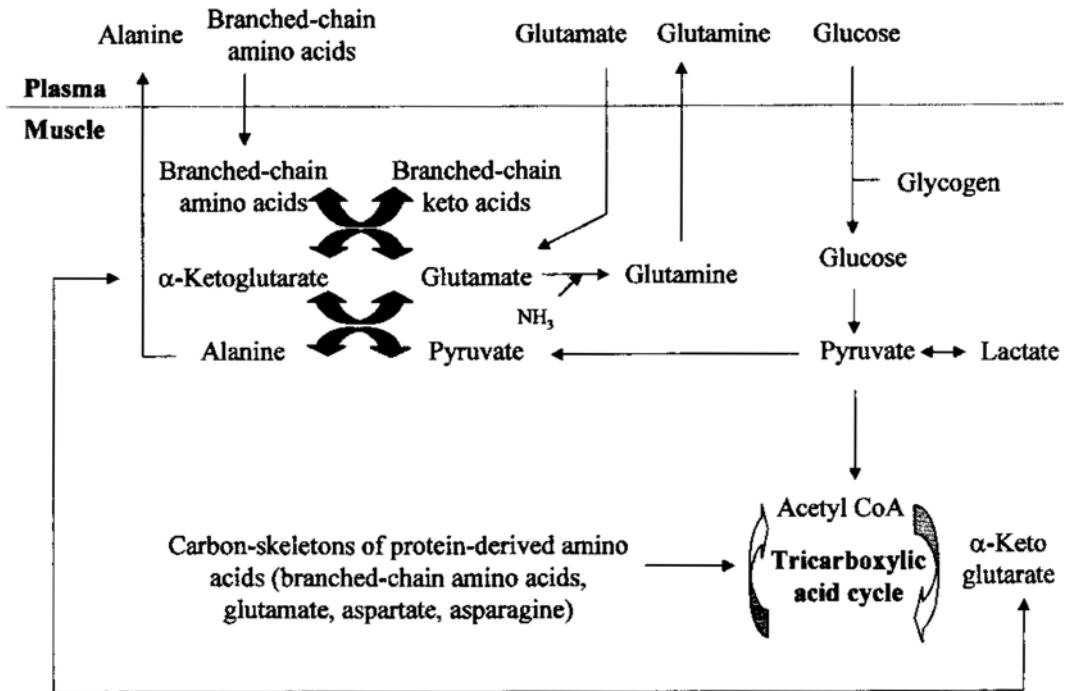 Alanine
Branched-chain
amino acids
Glutamate
Glutamine
Glucose
Plasma
Muscle
Branched-chain
amino acids
Branched-chain
keto acids
Glycogen
α-Ketoglutarate
Glutamate
Glutamine
Glucose
NH₃
Alanine
Pyruvate
Pyruvate
Lactate
Acetyl CoA
Tricarboxylic
acid cycle
α-Keto
glutarate
Carbon-skeletons of protein-derived amino
acids (branched-chain amino acids,
glutamate, aspartate, asparagine)